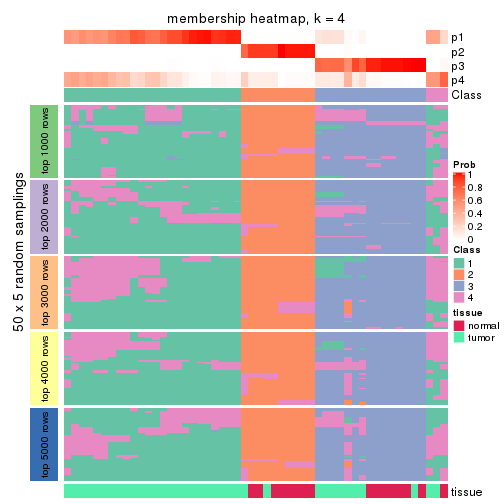 membership heatmap, k = 4
p1
p2
p3
p4
Class
50 x 5 random samplings
top 1000 rows
top 2000 rows
top 3000 rows
top 4000 rows
top 5000 rows
tissue
Prob
1
0.8
0.6
0.4
0.2
0
Class
1
2
3
4
tissue
normal
tumor